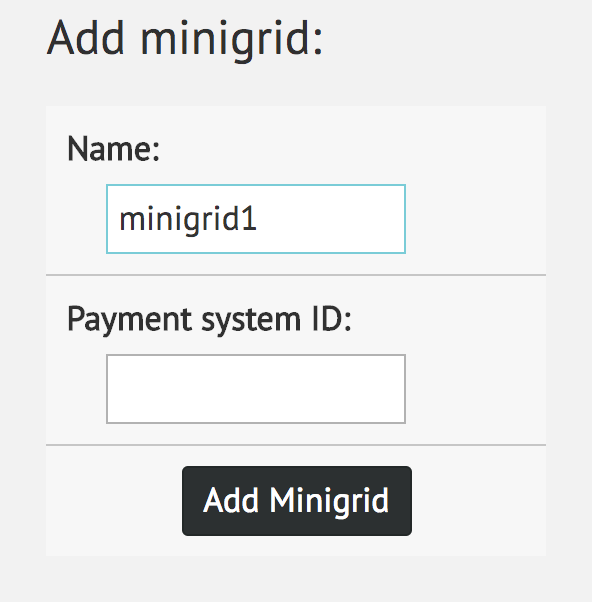 Add minigrid:
Name:
minigrid1
Payment system ID:
Add Minigrid